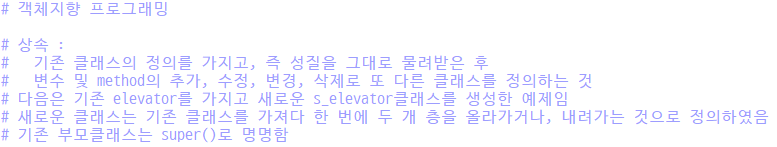 # 객체지향 프로그래밍
# 상속 :
#   기존 클래스의 정의를 가지고, 즉 성질을 그대로 물려받은 후
#   변수 및 method의 추가, 수정, 변경, 삭제로 또 다른 클래스를 정의하는 것
# 다음은 기존 elevator를 가지고 새로운 s_elevator클래스를 생성한 예제임
# 새로운 클래스는 기존 클래스를 가져다 한 번에 두 개 층을 올라가거나, 내려가는 것으로 정의하였음
# 기존 부모클래스는 super()로 명명함